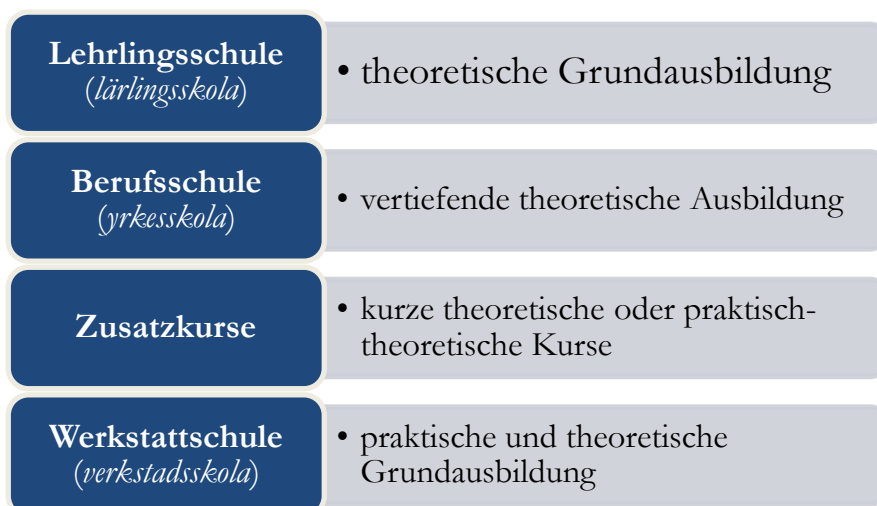 Lehrlingsschule
(lärlingsskola)
• theoretische Grundausbildung
Berufsschule
(yrkesskola)
• vertiefende theoretische Ausbildung
Zusatzkurse
• kurze theoretische oder praktisch-
theoretische Kurse
Werkstattschule
(verkstadsskola)
• praktische und theoretische
Grundausbildung